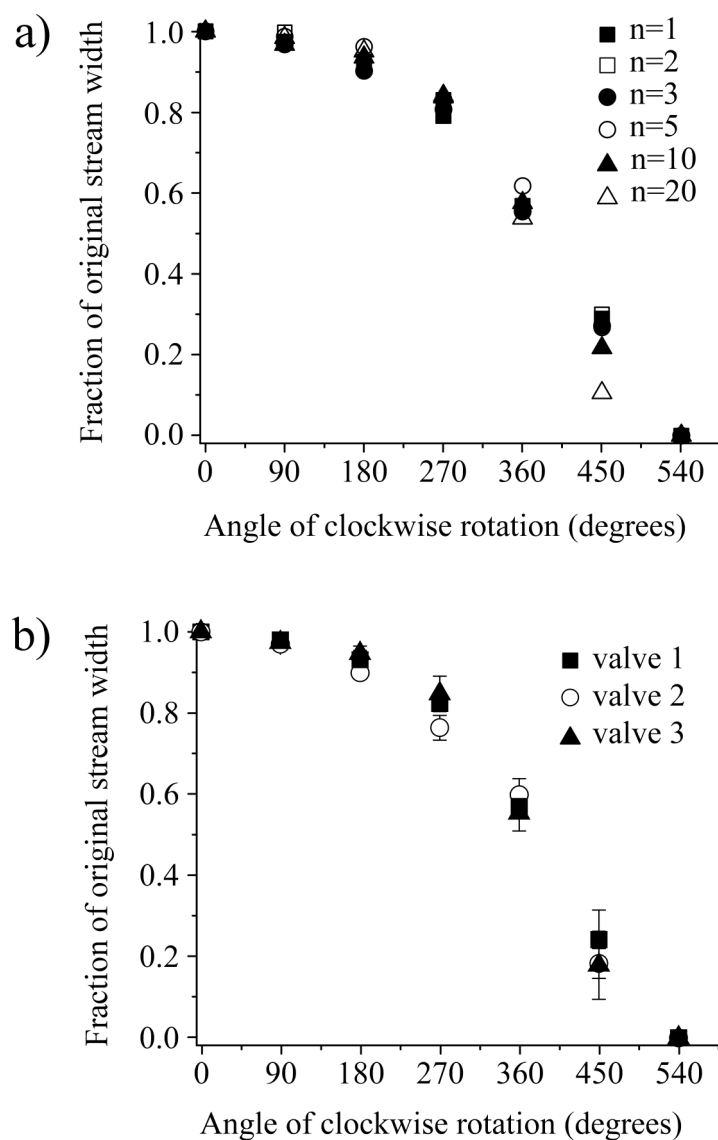 a)
1.0
0.8
0.6
0.4
0.2
0.0
Fraction of original stream width
n=1
n=2
n=3
n=5
n=10
n=20
0 90 180 270 360 450 540
Angle of clockwise rotation (degrees)
b)
1.0
0.8
0.6
0.4
0.2
0.0
Fraction of original stream width
valve 1
valve 2
valve 3
0 90 180 270 360 450 540
Angle of clockwise rotation (degrees)